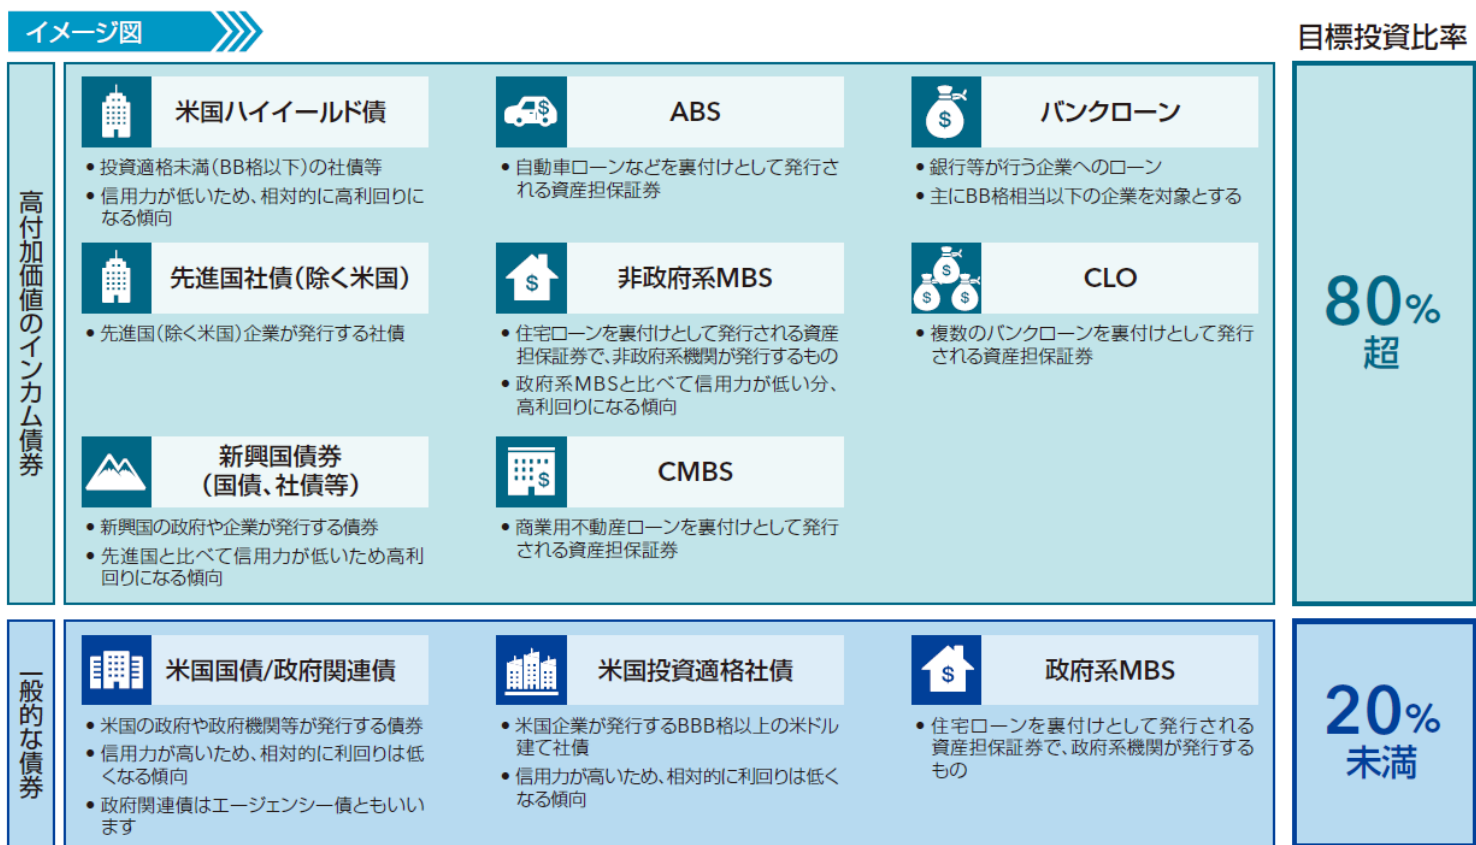 イメージ図
目標投資比率
高付加価値のインカム債券
米国ハイイールド債
• 投資適格未満(BB格以下)の社債等
• 信用力が低いため、相対的に高利回りに
なる傾向
ABS
• 自動車ローンなどを裏付けとして発行さ
れる資産担保証券
バンクローン
• 銀行等が行う企業へのローン
• 主にBB格相当以下の企業を対象とする
先進国社債(除く米国)
• 先進国(除く米国)企業が発行する社債
非政府系MBS
• 住宅ローンを裏付けとして発行される資産
担保証券で、非政府系機関が発行するもの
• 政府系MBSと比べて信用力が低い分、
高利回りになる傾向
CLO
• 複数のバンクローンを裏付けとして発行
される資産担保証券
新興国債券
(国債、社債等)
• 新興国の政府や企業が発行する債券
• 先進国と比べて信用力が低いため高利
回りになる傾向
CMBS
• 商業用不動産ローンを裏付けとして発行
される資産担保証券
80%
超
一般的な債券
米国国債/政府関連債
• 米国の政府や政府機関等が発行する債券
• 信用力が高いため、相対的に利回りは低
くなる傾向
• 政府関連債はエージェンシー債ともいい
ます
米国投資適格社債
• 米国企業が発行するBBB格以上の米ドル
建て社債
• 信用力が高いため、相対的に利回りは低く
なる傾向
政府系MBS
• 住宅ローンを裏付けとして発行される
資産担保証券で、政府系機関が発行する
もの
20%
未満